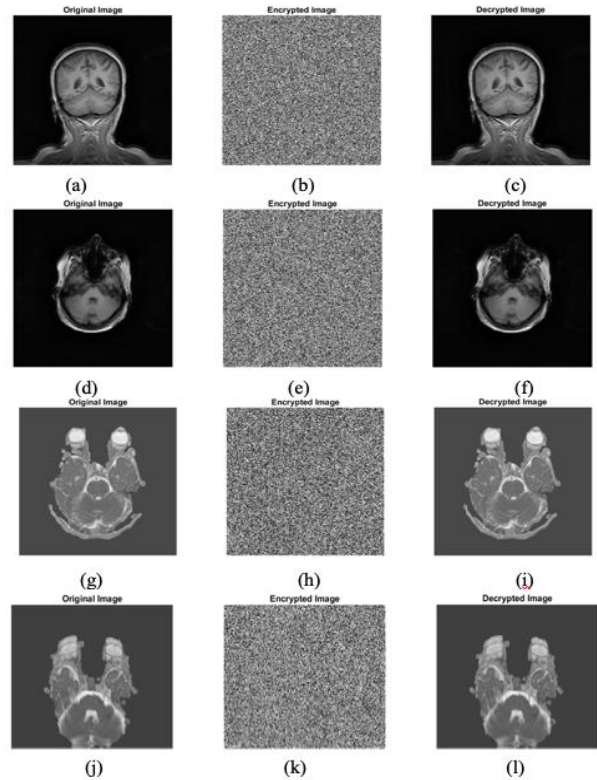 Original Image Encrypted Image Decrypted Image
(a) (b) (c)
Original Image Encrypted Image Decrypted Image
(d) (e) (f)
Original Image Encrypted Image Decrypted Image
(g) (h) (i)
Original Image Encrypted Image Decrypted Image
(j) (k) (l)